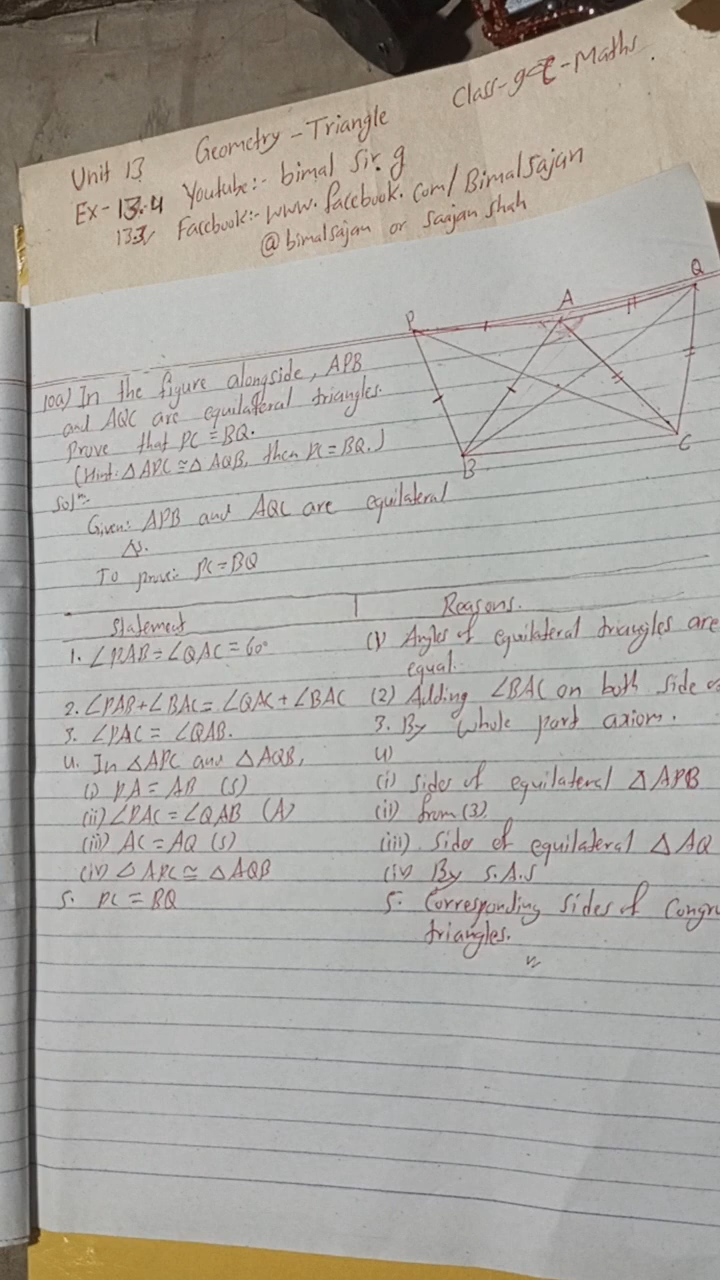 Unit 13 Geometry - Triangle Class-9 - Maths.
Ex- 13.4 Youtube:- bimal Sir. g
13.3 Facebook:- www.facebook.com/Bimalsajan
@bimalsajan or saajan shah
P A Q
B C
10a) In the figure alongside, APB
and AQC are equilateral triangles.
Prove that PC = BQ.
(Hint: △ APC ≅ △ AQB, then PC = BQ.)
Solⁿ:
Given: APB and AQC are equilateral
△s.
To prove: PC = BQ
Statement Reasons.
1. ∠PAB = ∠QAC = 60° (1) Angles of equilateral triangles are
equal.
2. ∠PAB + ∠BAC = ∠QAC + ∠BAC (2) Adding ∠BAC on both side
3. ∠PAC = ∠QAB. 3. By whole part axiom.
4. In △APC and △AQB, 4)
(i) PA = AB (S) (i) sides of equilateral △ APB
(ii) ∠PAC = ∠QAB (A) (ii) from (3)
(iii) AC = AQ (S) (iii) Side of equilateral △ AQ
(iv) △ APC ≅ △ AQB (iv) By S.A.S
5. PC = BQ 5. Corresponding sides of Congru
triangles.